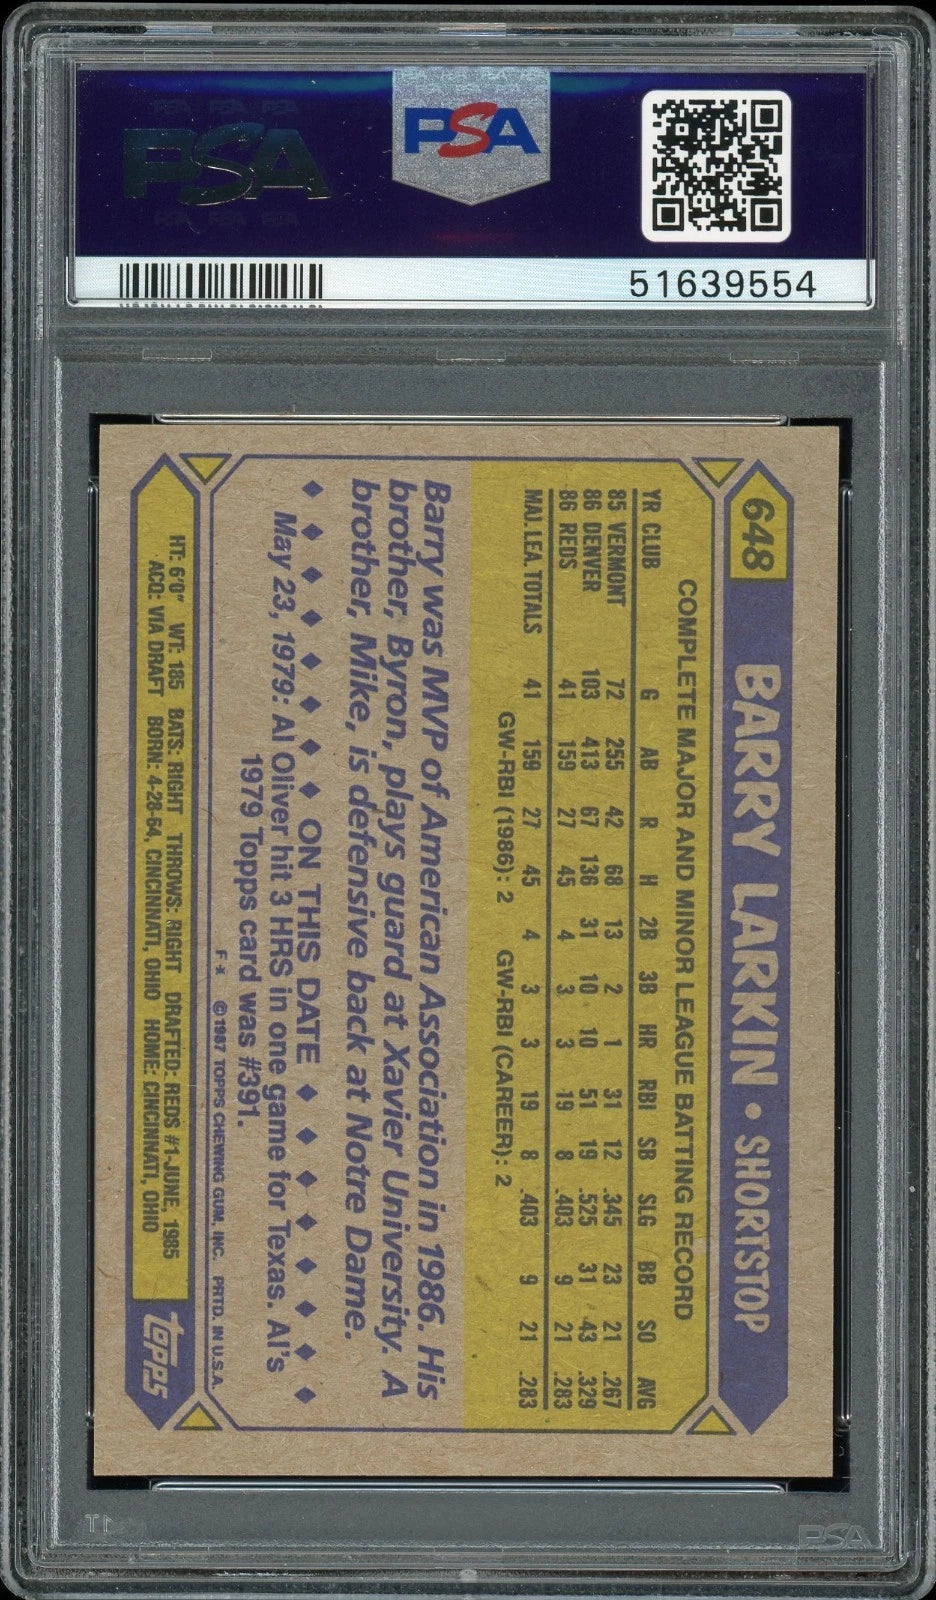 PSA
PSA
51639554
648 BARRY LARKIN • SHORTSTOP
COMPLETE MAJOR AND MINOR LEAGUE BATTING RECORD
YR CLUB G AB R H 2B 3B HR RBI SB SLG BB SO AVG
85 VERMONT 72 255 42 68 13 2 1 31 12 .345 23 21 .267
86 DENVER 103 413 67 136 31 10 10 51 19 .525 31 43 .329
86 REDS 41 159 27 45 4 3 3 19 8 .403 9 21 .283
MAJ. LEA. TOTALS 41 159 27 45 4 3 3 19 8 .403 9 21 .283
GW-RBI (1986): 2 GW-RBI (CAREER): 2
Barry was MVP of American Association in 1986. His
brother, Byron, plays guard at Xavier University. A
brother, Mike, is defensive back at Notre Dame.
ON THIS DATE
May 23, 1979: Al Oliver hit 3 HRS in one game for Texas. Al's
1979 Topps card was #391.
F* ©1987 TOPPS CHEWING GUM, INC. PRTD. IN U.S.A.
HT: 6'0" WT: 185 BATS: RIGHT THROWS: RIGHT DRAFTED: REDS #1-JUNE, 1985
ACQ: VIA DRAFT BORN: 4-28-64, CINCINNATI, OHIO HOME: CINCINNATI, OHIO
topps
PSA